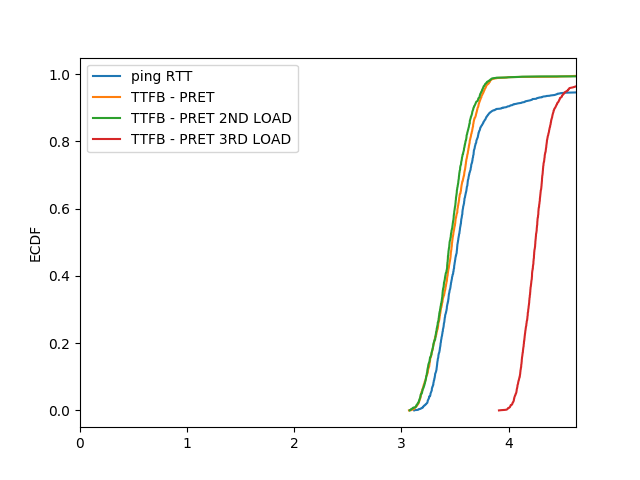 ping RTT
TTFB - PRET
TTFB - PRET 2ND LOAD
TTFB - PRET 3RD LOAD
ECDF
1.0
0.8
0.6
0.4
0.2
0.0
0 1 2 3 4